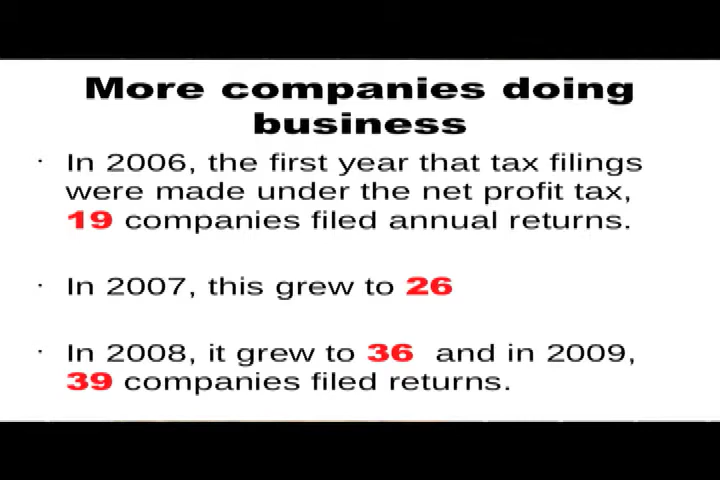 More companies doing
business
· In 2006, the first year that tax filings
were made under the net profit tax,
19 companies filed annual returns.
· In 2007, this grew to 26
· In 2008, it grew to 36 and in 2009,
39 companies filed returns.